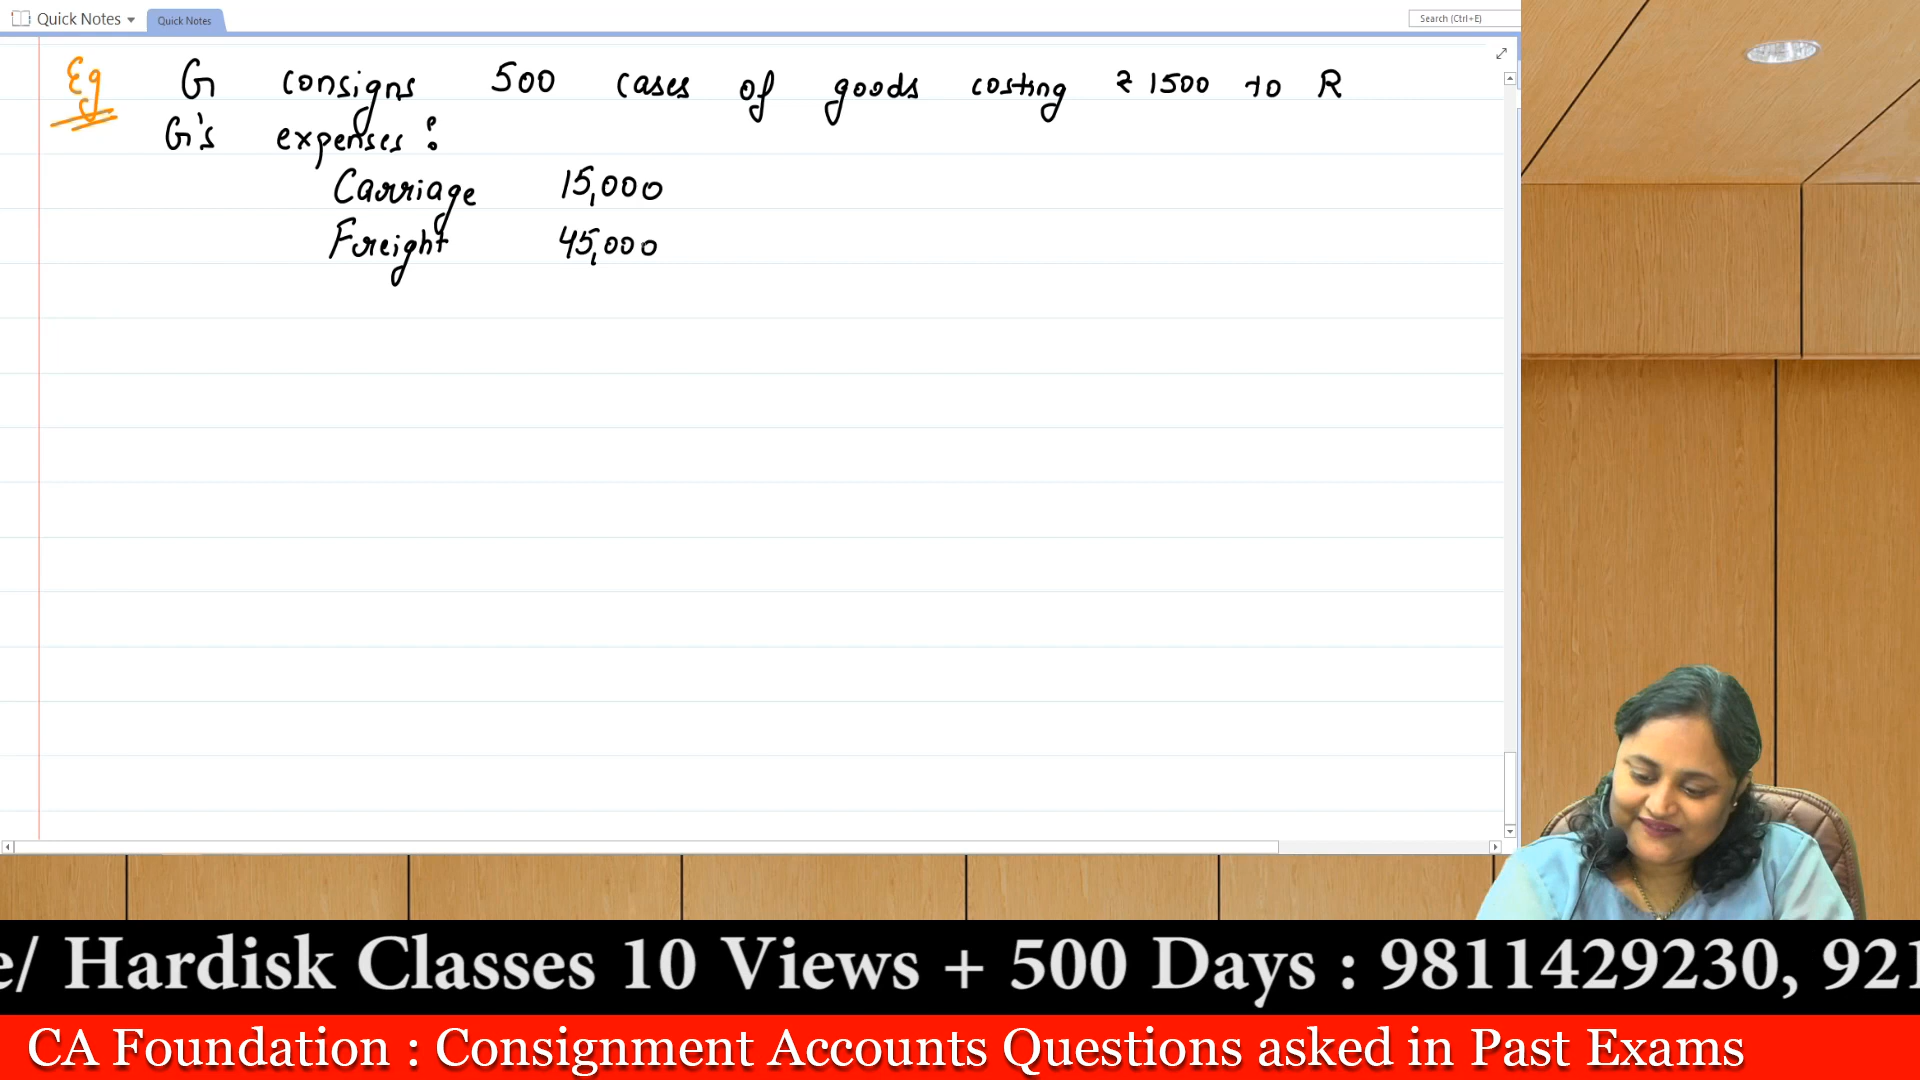 Quick Notes
Quick Notes
Search (Ctrl+E)
Eg G consigns 500 cases of goods costing ₹ 1500 to R
G's expenses :
Carriage 15,000
Freight 45,000
e/ Hardisk Classes 10 Views + 500 Days : 9811429230, 921
CA Foundation : Consignment Accounts Questions asked in Past Exams